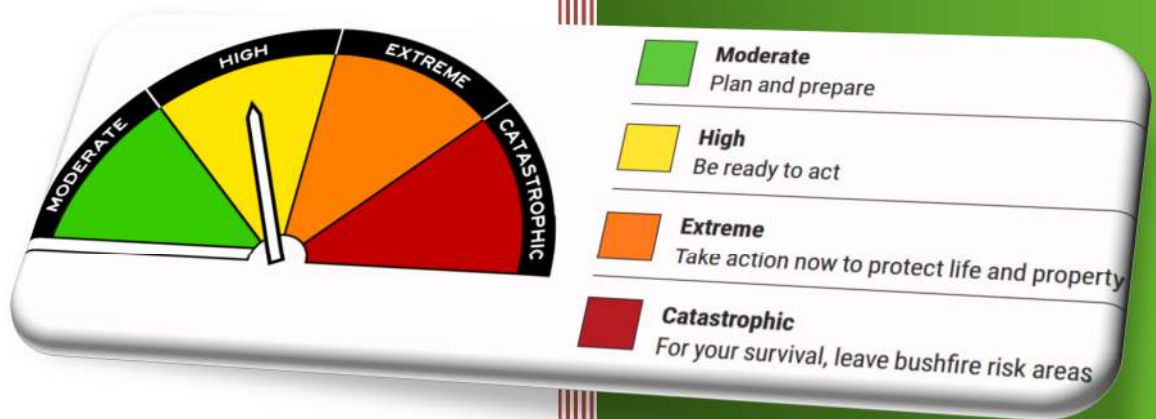 MODERATE
HIGH
EXTREME
CATASTROPHIC
Moderate
Plan and prepare
High
Be ready to act
Extreme
Take action now to protect life and property
Catastrophic
For your survival, leave bushfire risk areas